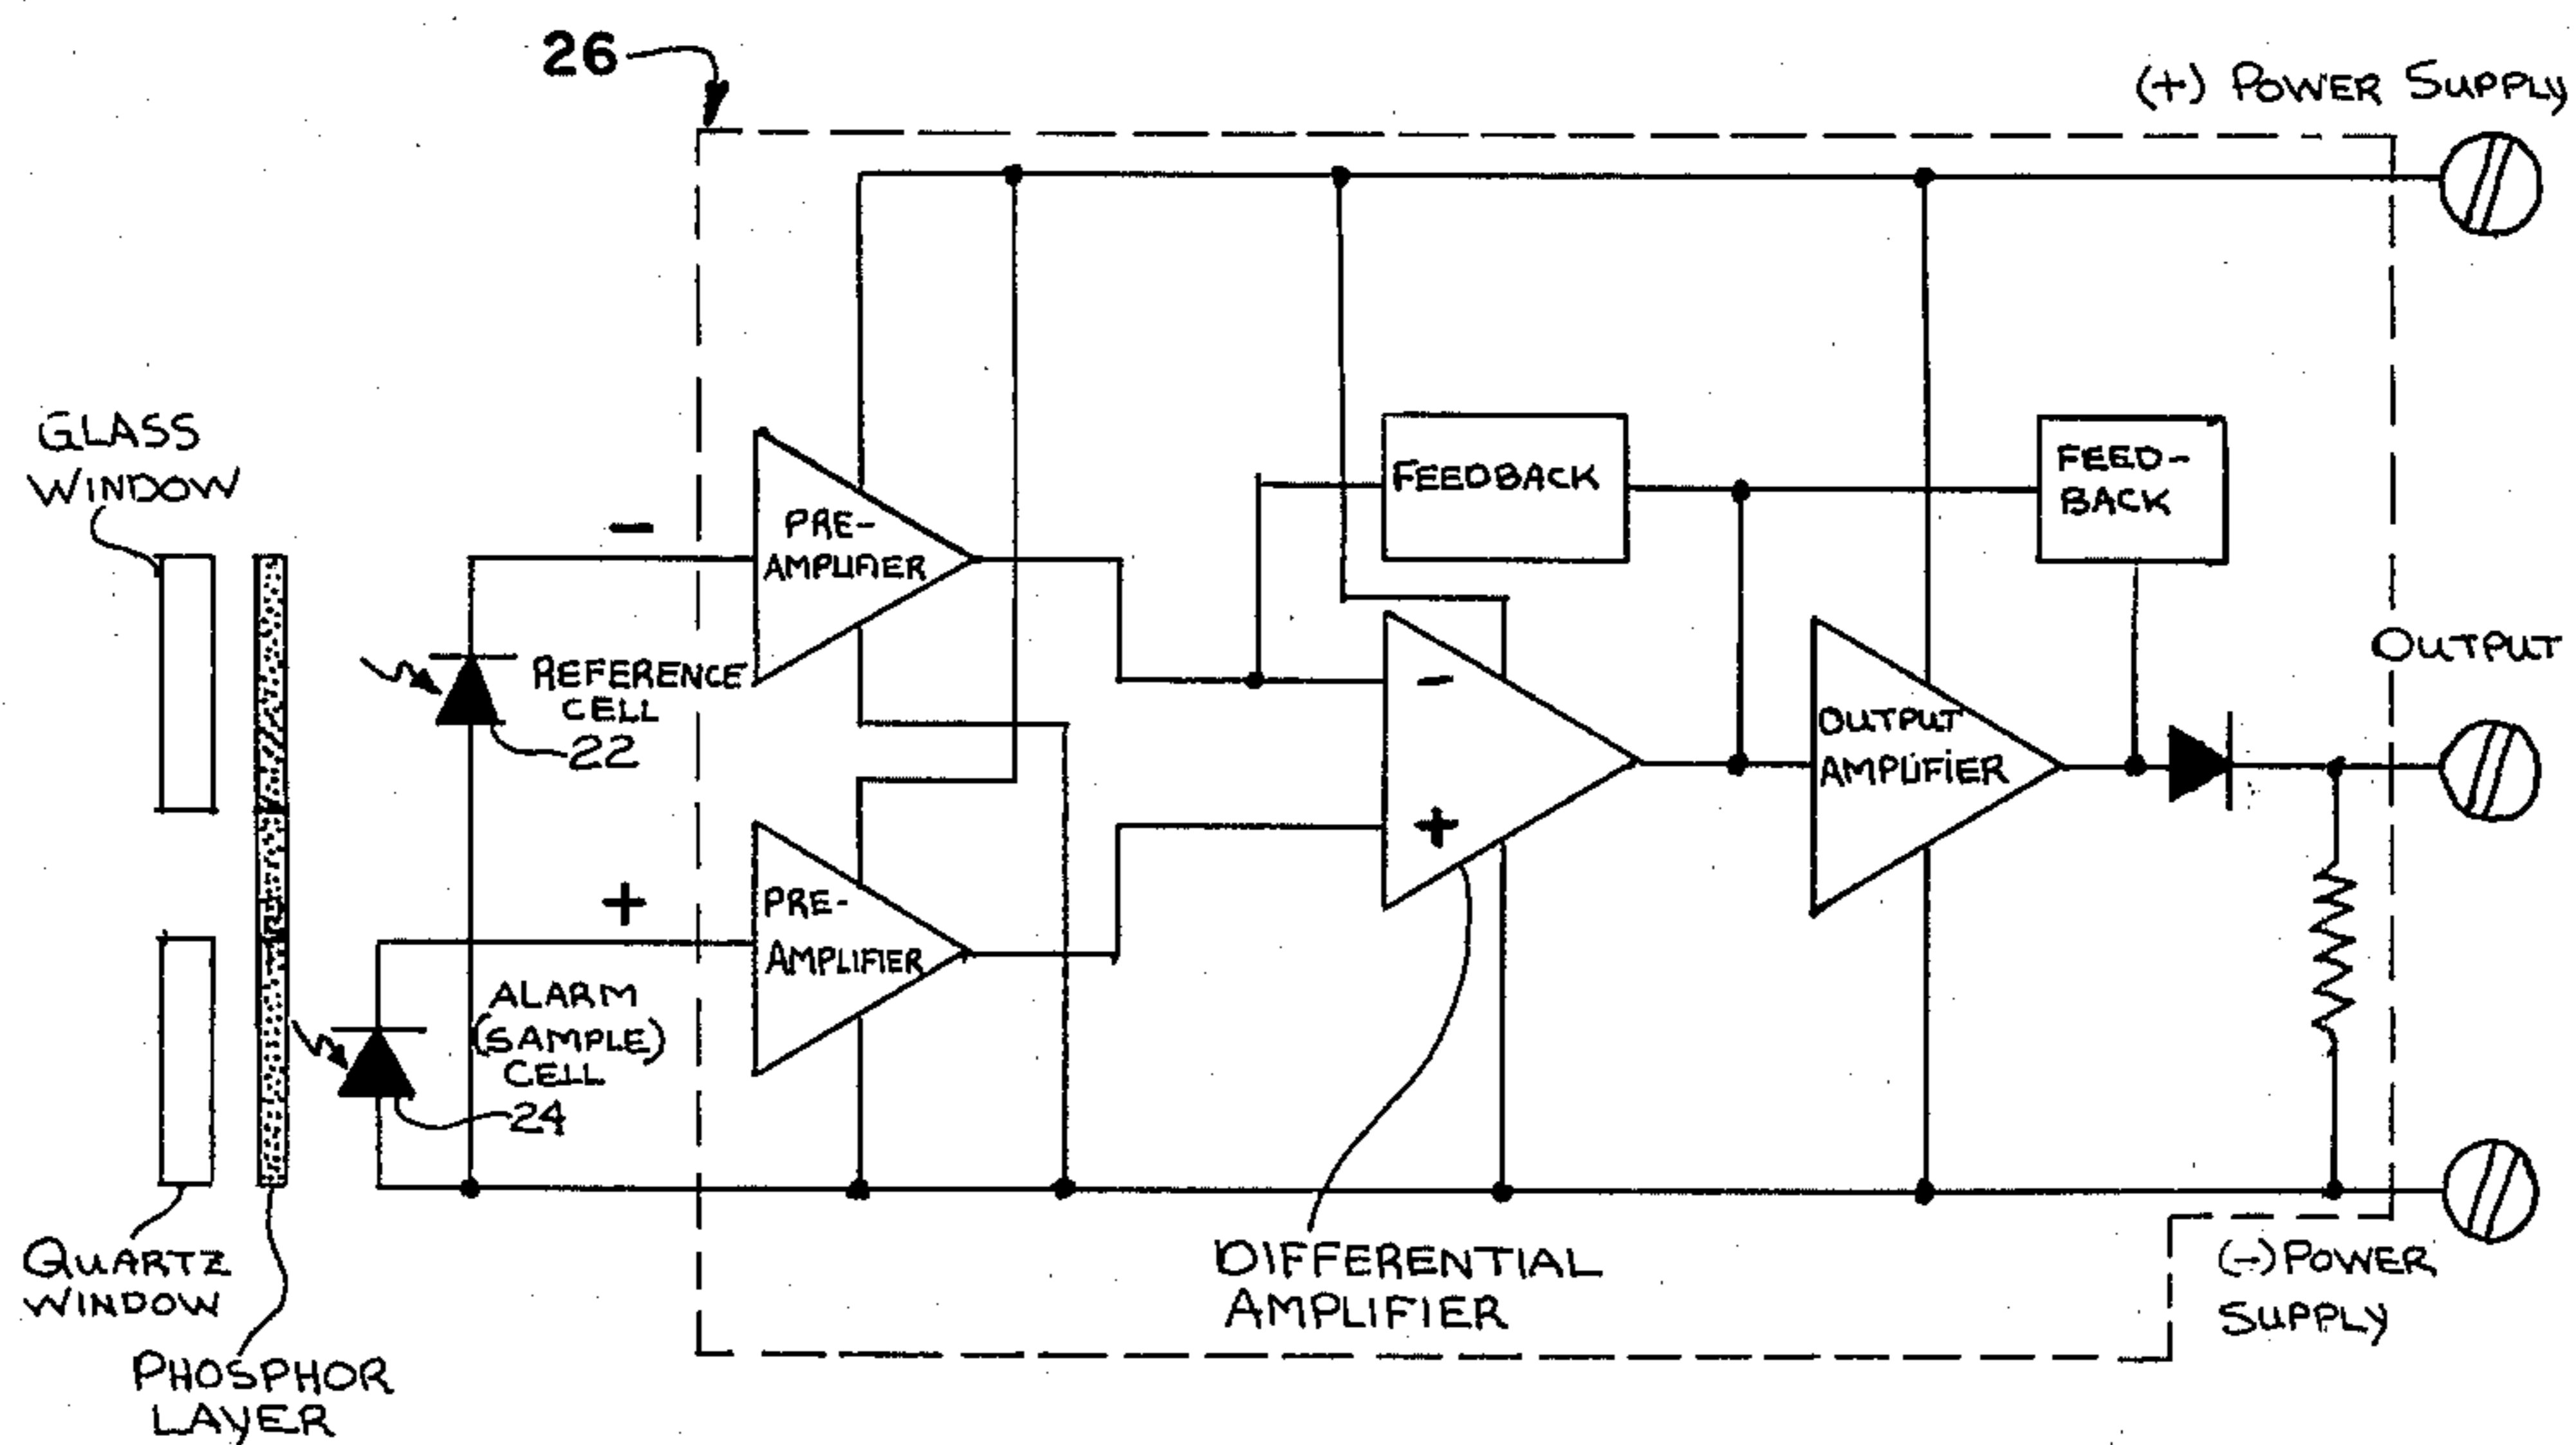 26
(+) POWER SUPPLY
GLASS
WINDOW
FEEDBACK
FEED-
BACK
PRE-
AMPLIFIER
-
REFERENCE
CELL
22
-
+
OUTPUT
AMPLIFIER
OUTPUT
PRE-
AMPLIFIER
+
ALARM
(SAMPLE)
CELL
24
QUARTZ
WINDOW
PHOSPHOR
LAYER
DIFFERENTIAL
AMPLIFIER
(-) POWER
SUPPLY